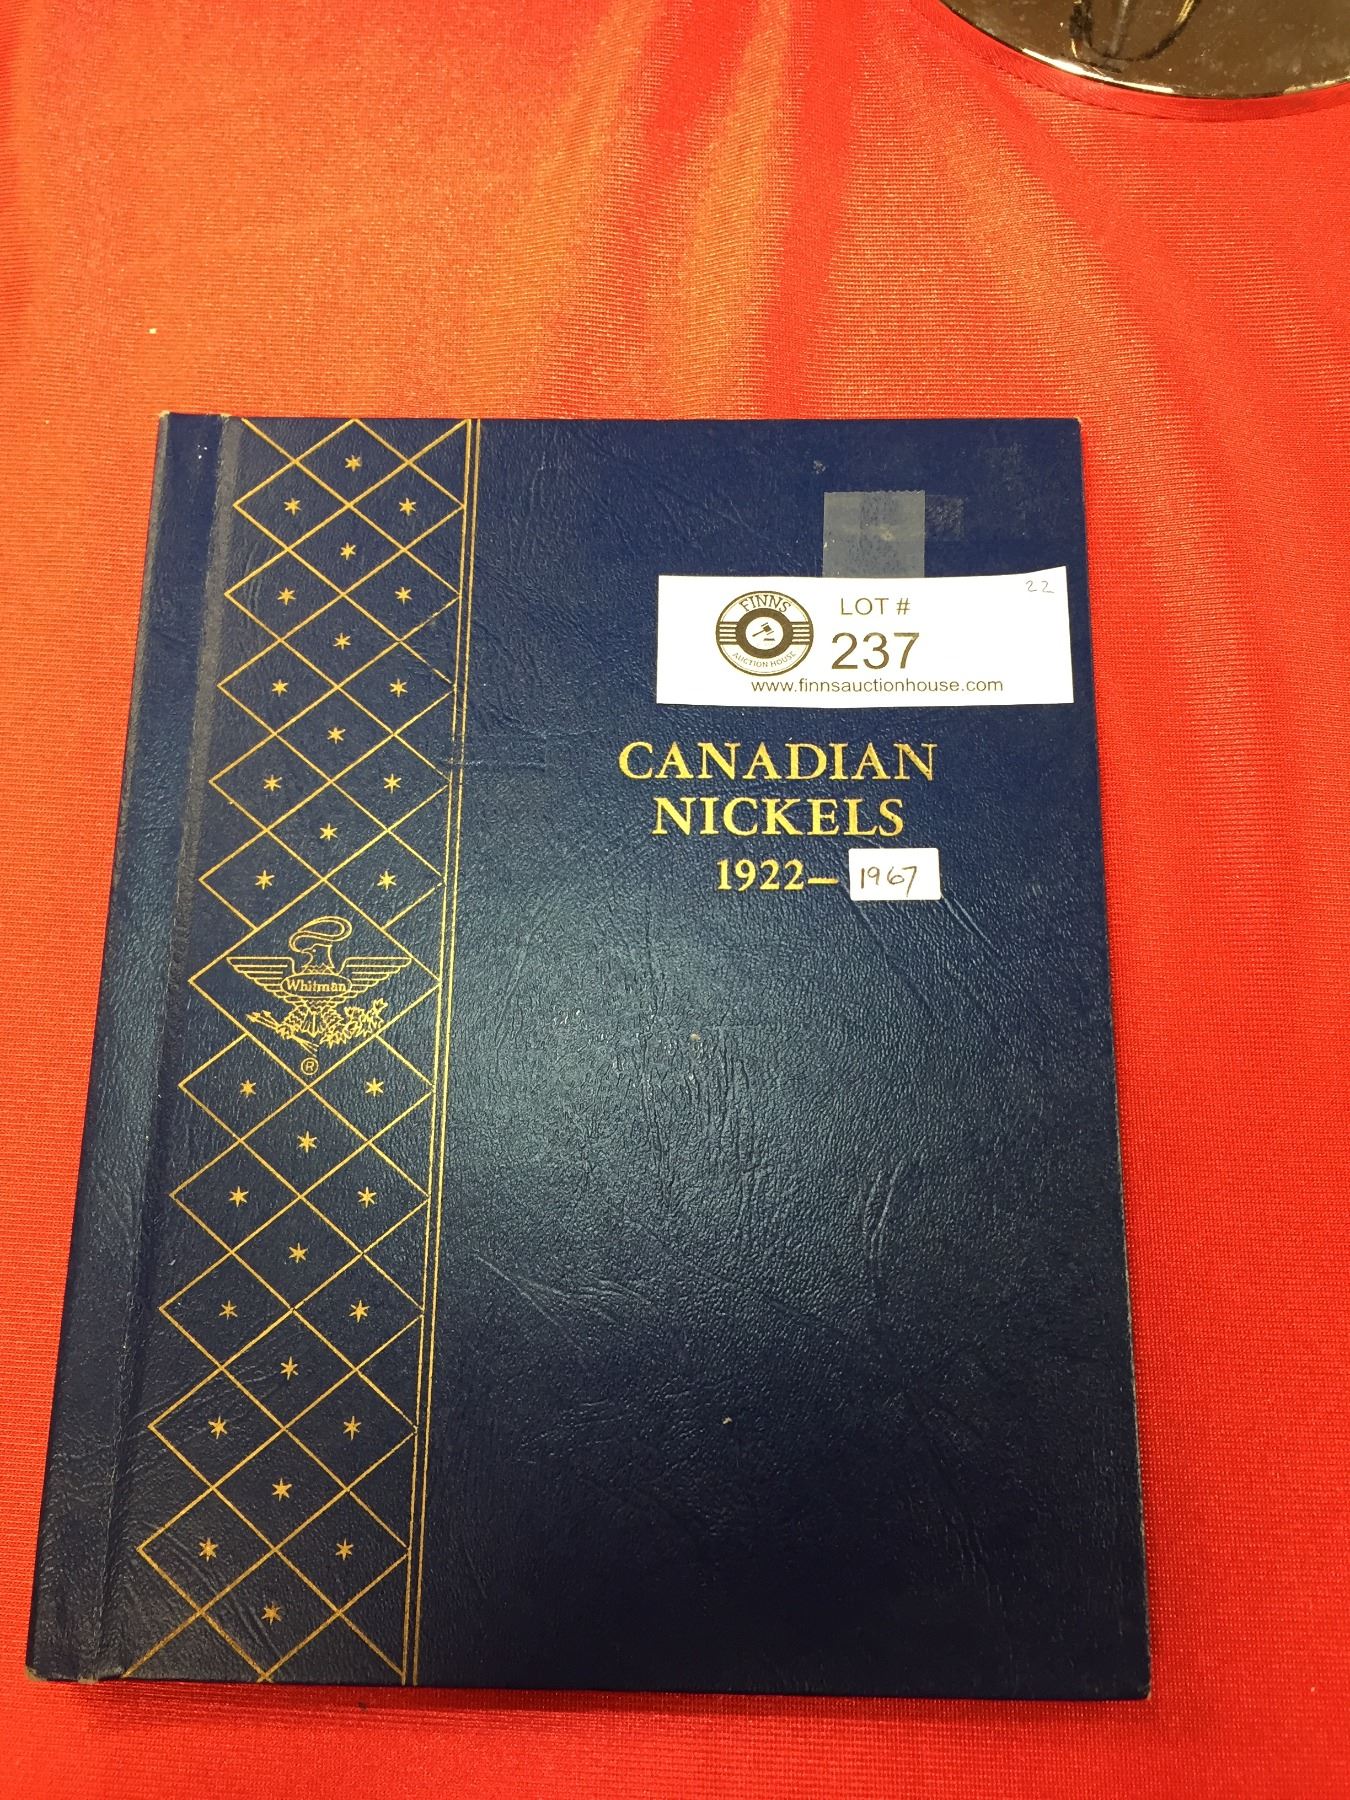 22
FINNS
AUCTION HOUSE
LOT #
237
www.finnsauctionhouse.com
CANADIAN
NICKELS
1922— 1967
Whitman
®